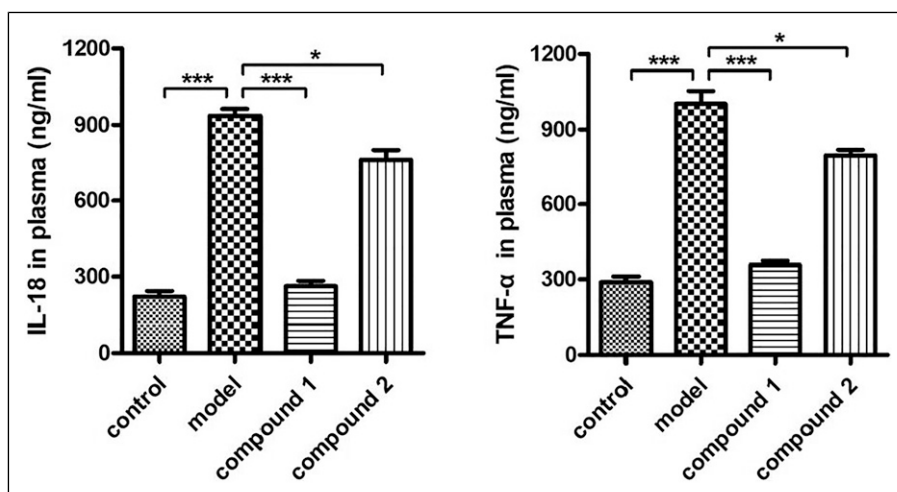 IL-18 in plasma (ng/ml)
1200
900
600
300
0
***
***
*
control
model
compound 1
compound 2
TNF-α in plasma (ng/ml)
1200
900
600
300
0
***
***
*
control
model
compound 1
compound 2